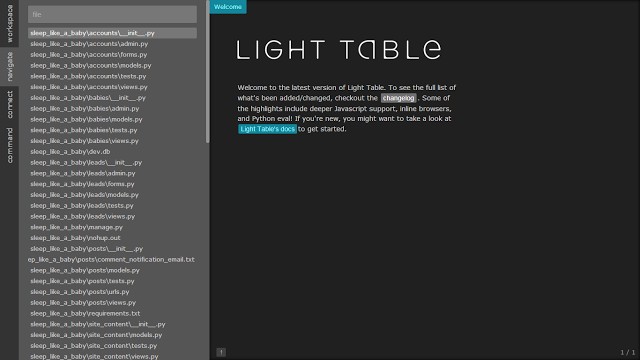 workspace
navigate
connect
command
file
sleep_like_a_baby\accounts\__init__.py
sleep_like_a_baby\accounts\admin.py
sleep_like_a_baby\accounts\forms.py
sleep_like_a_baby\accounts\models.py
sleep_like_a_baby\accounts\tests.py
sleep_like_a_baby\accounts\views.py
sleep_like_a_baby\babies\__init__.py
sleep_like_a_baby\babies\admin.py
sleep_like_a_baby\babies\models.py
sleep_like_a_baby\babies\tests.py
sleep_like_a_baby\babies\views.py
sleep_like_a_baby\dev.db
sleep_like_a_baby\leads\__init__.py
sleep_like_a_baby\leads\admin.py
sleep_like_a_baby\leads\forms.py
sleep_like_a_baby\leads\models.py
sleep_like_a_baby\leads\tests.py
sleep_like_a_baby\leads\views.py
sleep_like_a_baby\manage.py
sleep_like_a_baby\nohup.out
sleep_like_a_baby\posts\__init__.py
ep_like_a_baby\posts\comment_notification_email.txt
sleep_like_a_baby\posts\models.py
sleep_like_a_baby\posts\tests.py
sleep_like_a_baby\posts\urls.py
sleep_like_a_baby\posts\views.py
sleep_like_a_baby\requirements.txt
sleep_like_a_baby\site_content\__init__.py
sleep_like_a_baby\site_content\models.py
sleep_like_a_baby\site_content\tests.py
sleep_like_a_baby\site_content\views.py
Welcome
LIGHT TABLE
Welcome to the latest version of Light Table. To see the full list of
what's been added/changed, checkout the changelog . Some of
the highlights include deeper Javascript support, inline browsers,
and Python eval! If you're new, you might want to take a look at
Light Table's docs to get started.
1 / 1